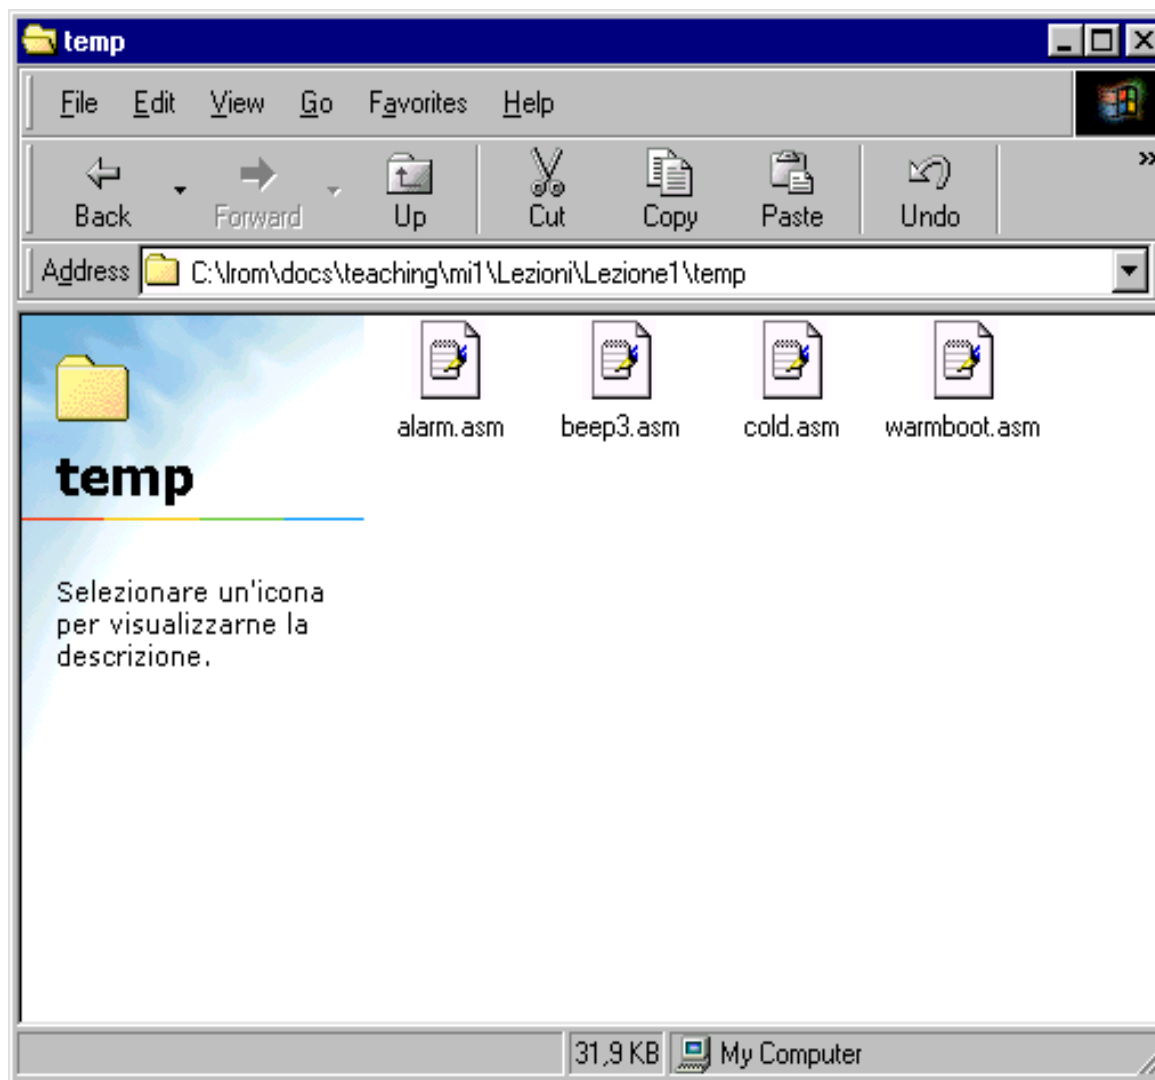 temp
File Edit View Go Favorites Help
Back Forward Up Cut Copy Paste Undo »
Address C:\lrom\docs\teaching\mi1\Lezioni\Lezione1\temp
alarm.asm beep3.asm cold.asm warmboot.asm
temp
Selezionare un'icona
per visualizzarne la
descrizione.
31,9 KB My Computer